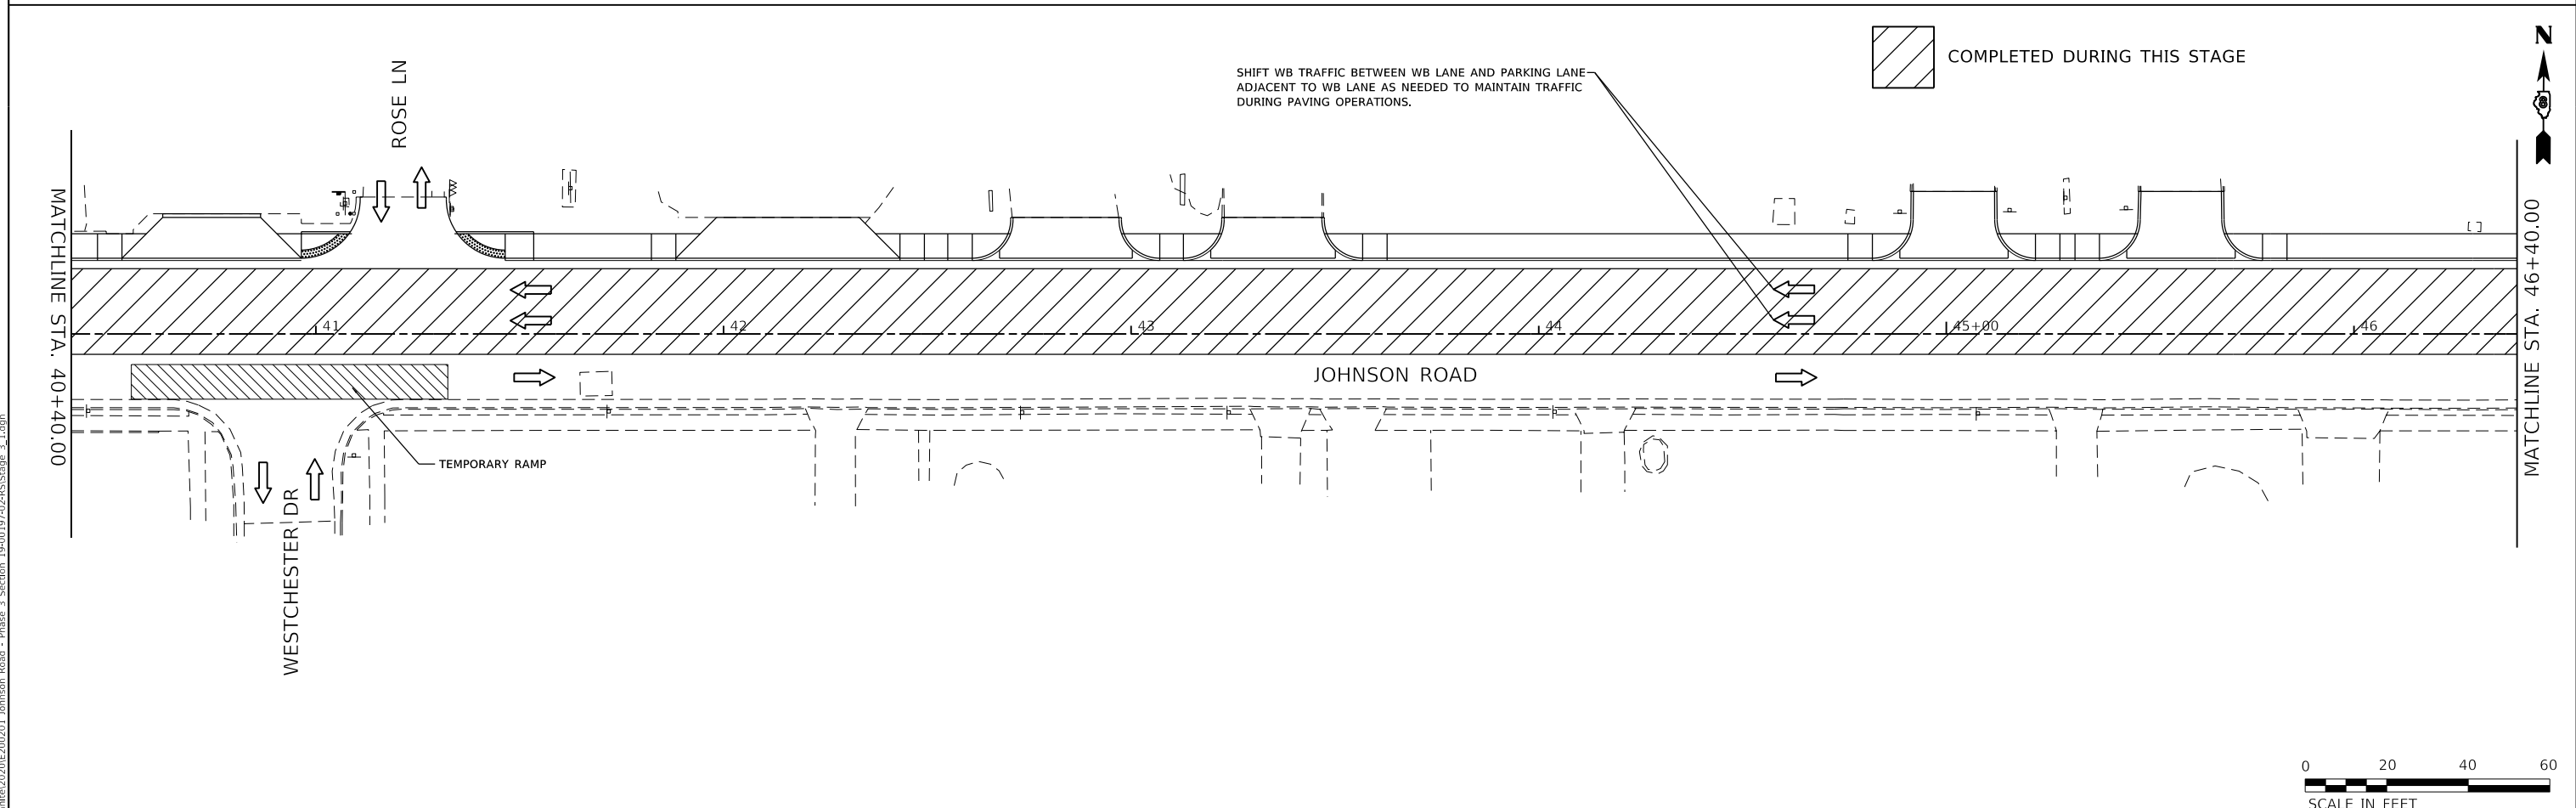 COMPLETED DURING THIS STAGE
N
SHIFT WB TRAFFIC BETWEEN WB LANE AND PARKING LANE
ADJACENT TO WB LANE AS NEEDED TO MAINTAIN TRAFFIC
DURING PAVING OPERATIONS.
ROSE LN
MATCHLINE STA. 40+40.00
MATCHLINE STA. 46+40.00
41
42
43
44
45+00
46
JOHNSON ROAD
TEMPORARY RAMP
WESTCHESTER DR
0 20 40 60
SCALE IN FEET